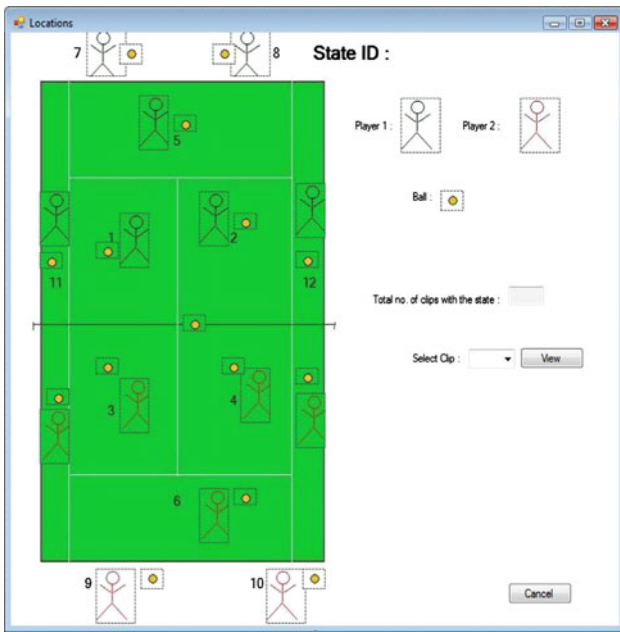 Locations
7 8 State ID :
Player 1 : Player 2 :
5
Ball :
1 2
11 12
Total no. of clips with the state :
Select Clip : View
3 4
6
9 10
Cancel